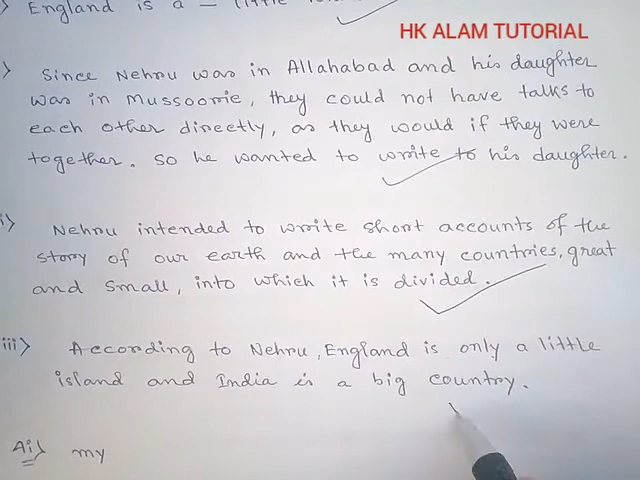 England is a — little
HK ALAM TUTORIAL
> Since Nehru was in Allahabad and his daughter
was in Mussoorie, they could not have talks to
each other directly, as they would if they were
together. So he wanted to write to his daughter.
i> Nehru intended to write short accounts of the
story of our earth and the many countries, great
and small, into which it is divided.
iii> According to Nehru, England is only a little
island and India is a big country.
Ai> my